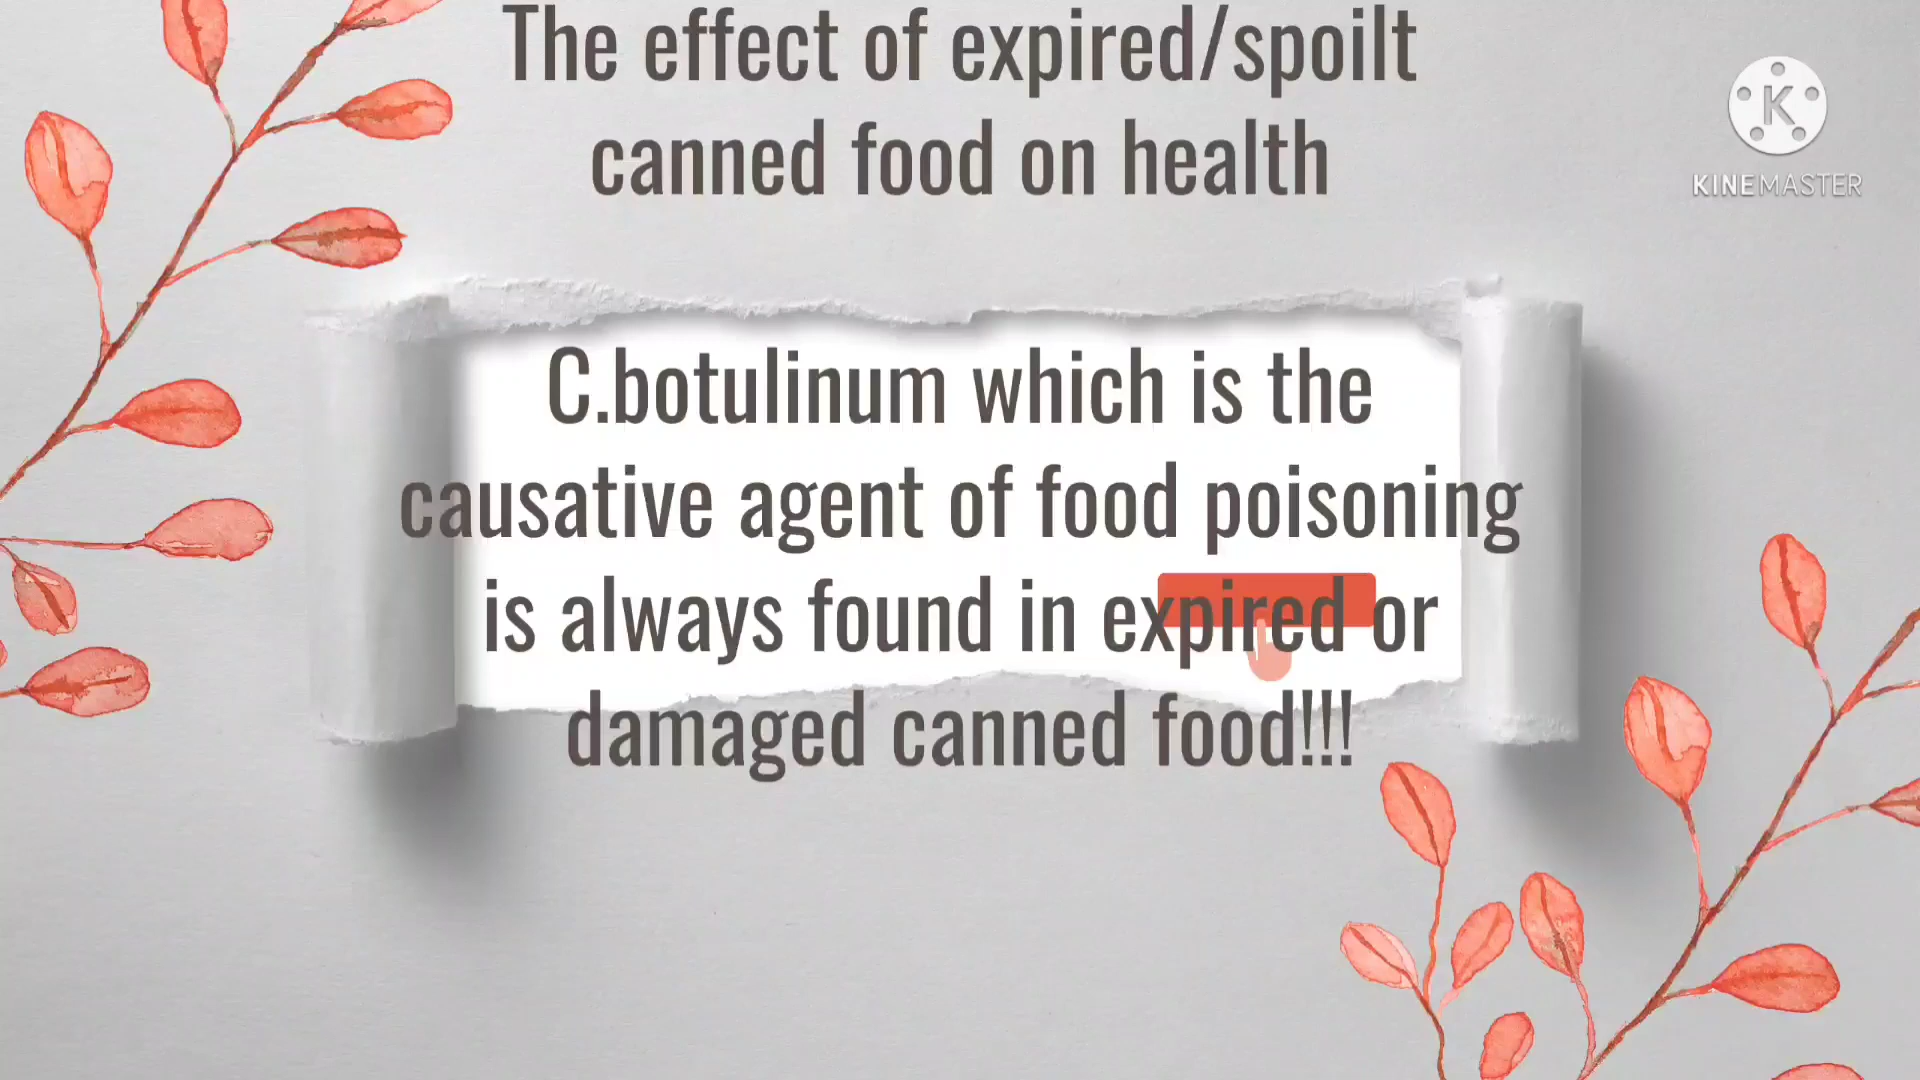 The effect of expired/spoilt
canned food on health
K
KINEMASTER
C.botulinum which is the
causative agent of food poisoning
is always found in expired or
damaged canned food!!!